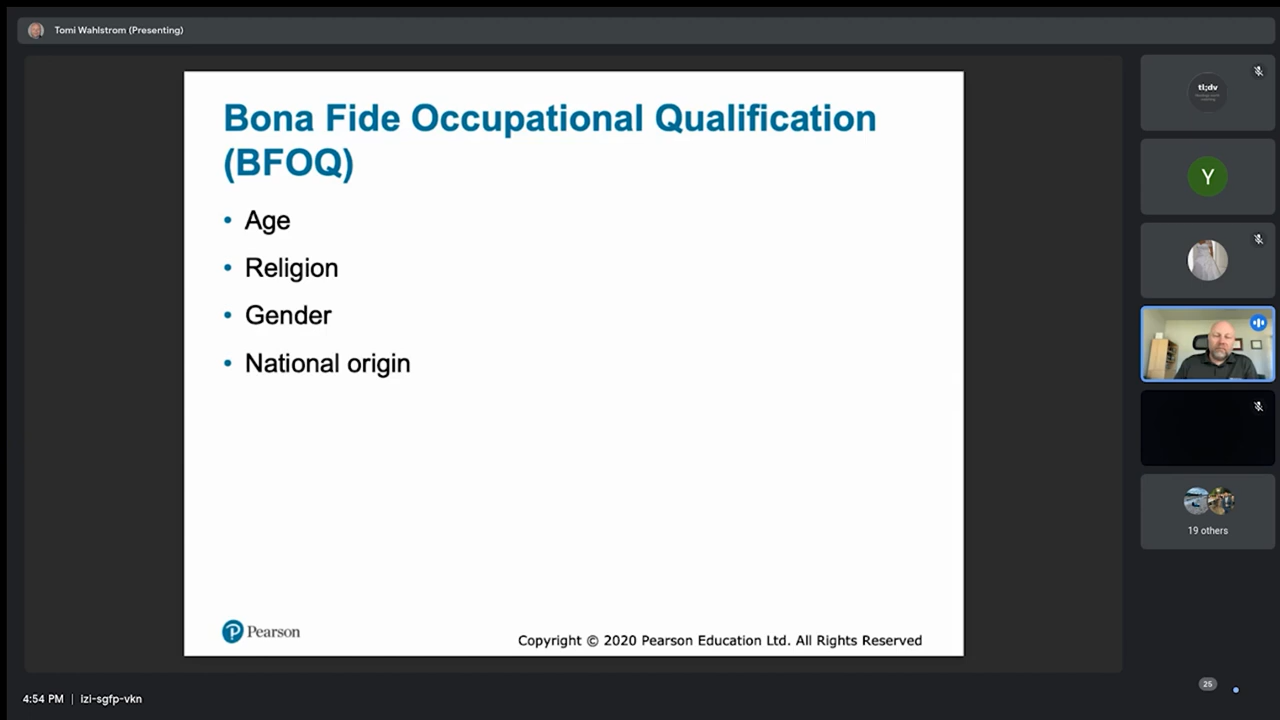 Tomi Wahlstrom (Presenting)
Bona Fide Occupational Qualification
(BFOQ)
• Age
• Religion
• Gender
• National origin
Pearson
Copyright © 2020 Pearson Education Ltd. All Rights Reserved
tl;dv
Y
19 others
4:54 PM | izi-sgfp-vkn
25